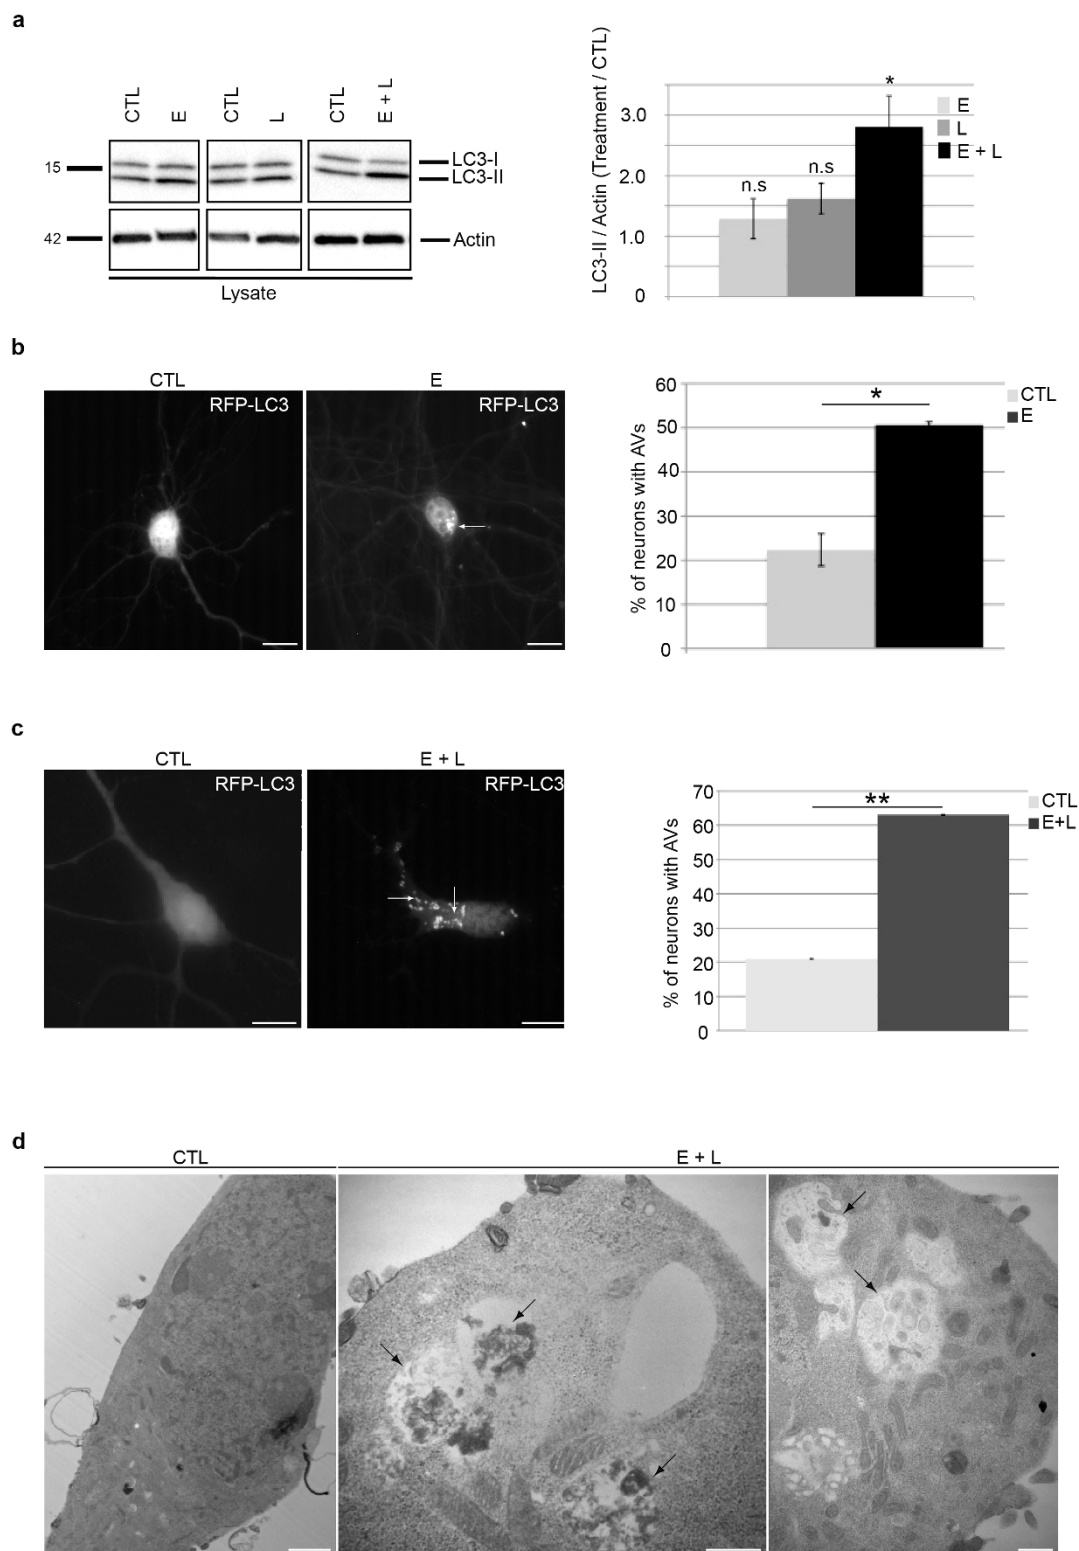 a
CTL
E
CTL
L
CTL
E + L
15
LC3-I
LC3-II
42
Actin
Lysate
LC3-II / Actin (Treatment / CTL)
3.0
2.0
1.0
0
n.s
n.s
*
E
L
E + L
b
CTL
E
RFP-LC3
RFP-LC3
% of neurons with AVs
60
50
40
30
20
10
0
*
CTL
E
c
CTL
E + L
RFP-LC3
RFP-LC3
% of neurons with AVs
70
60
50
40
30
20
10
0
**
CTL
E+L
d
CTL
E + L